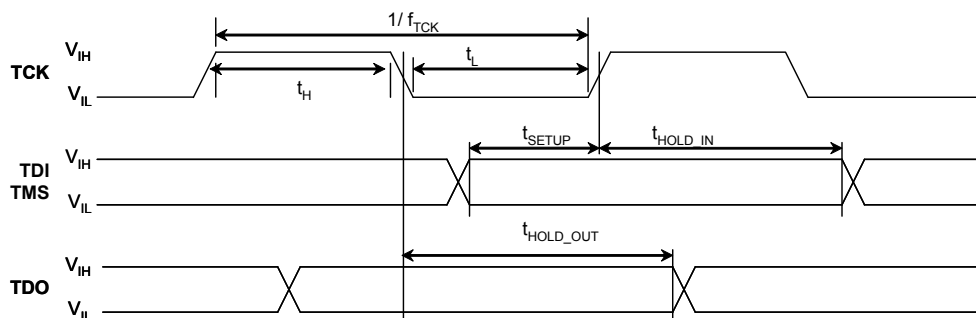 1/ fTCK
VIH
TCK
tL
tH
VIL
tSETUP
tHOLD_IN
VIH
TDI
TMS
VIL
tHOLD_OUT
VIH
TDO
VIL